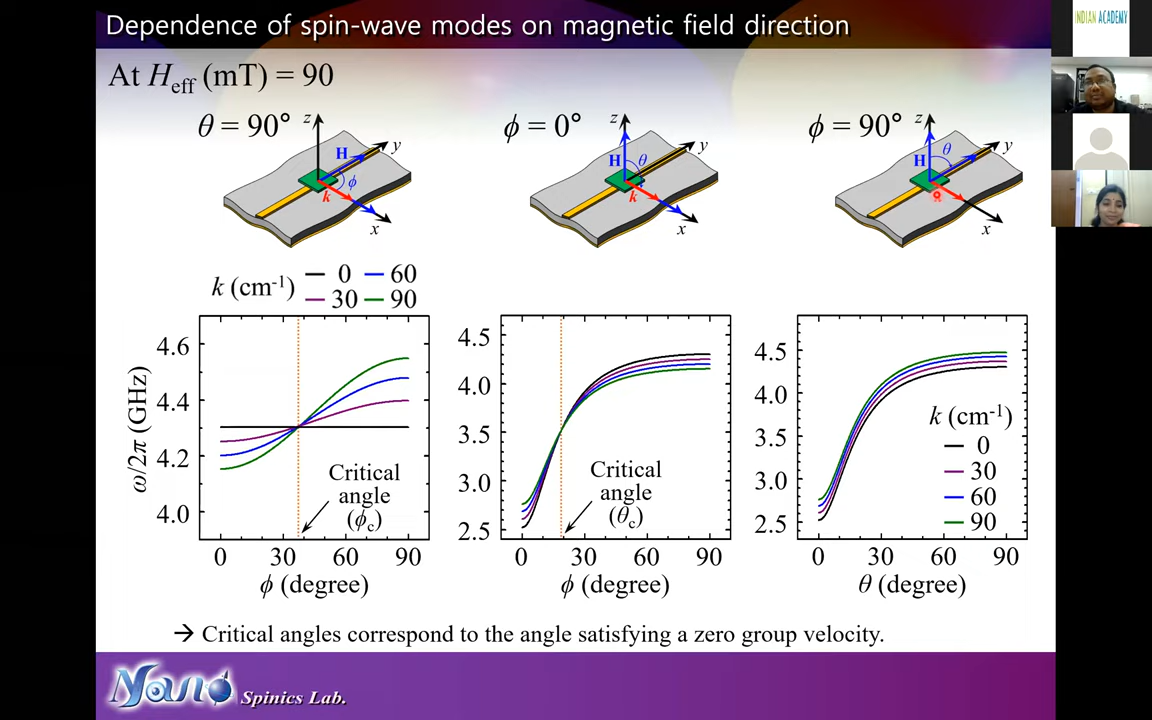 Dependence of spin-wave modes on magnetic field direction
INDIAN ACADEMY
At Heff (mT) = 90
θ = 90°
z
H
y
ϕ
k
x
ϕ = 0°
z
H
θ
y
k
x
ϕ = 90°
z
H
θ
y
x
k (cm-1)
0
60
30
90
4.6
4.4
4.2
4.0
ω/2π (GHz)
0
30
60
90
ϕ (degree)
Critical
angle
(ϕc)
4.5
4.0
3.5
3.0
2.5
0
30
60
90
ϕ (degree)
Critical
angle
(θc)
4.5
4.0
3.5
3.0
2.5
0
30
60
90
θ (degree)
k (cm-1)
0
30
60
90
→ Critical angles correspond to the angle satisfying a zero group velocity.
Nano Spinics Lab.